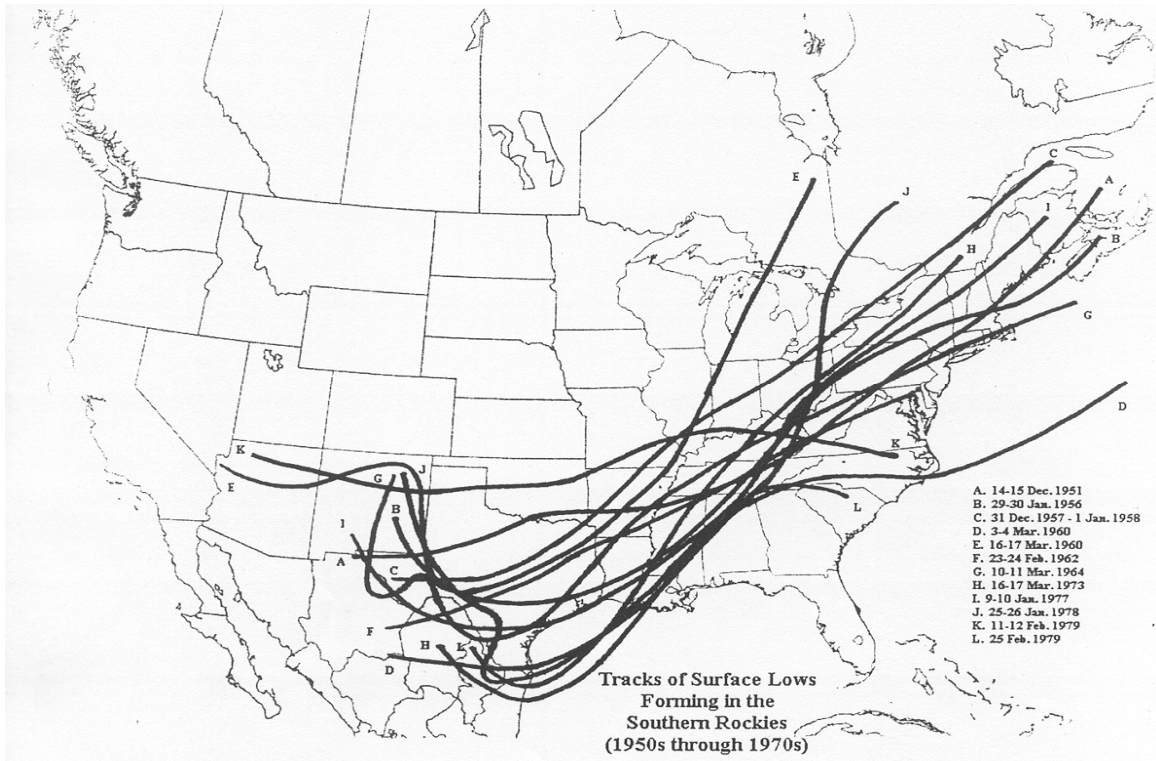 C
E
A
J
I
H
B
G
D
K
K
E
G
J
B
L
I
A
C
F
H
D
A. 14-15 Dec. 1951
B. 29-30 Jan. 1956
C. 31 Dec. 1957 - 1 Jan. 1958
D. 3-4 Mar. 1960
E. 16-17 Mar. 1960
F. 23-24 Feb. 1962
G. 10-11 Mar. 1964
H. 16-17 Mar. 1973
I. 9-10 Jan. 1977
J. 25-26 Jan. 1978
K. 11-12 Feb. 1979
L. 25 Feb. 1979
Tracks of Surface Lows
Forming in the
Southern Rockies
(1950s through 1970s)